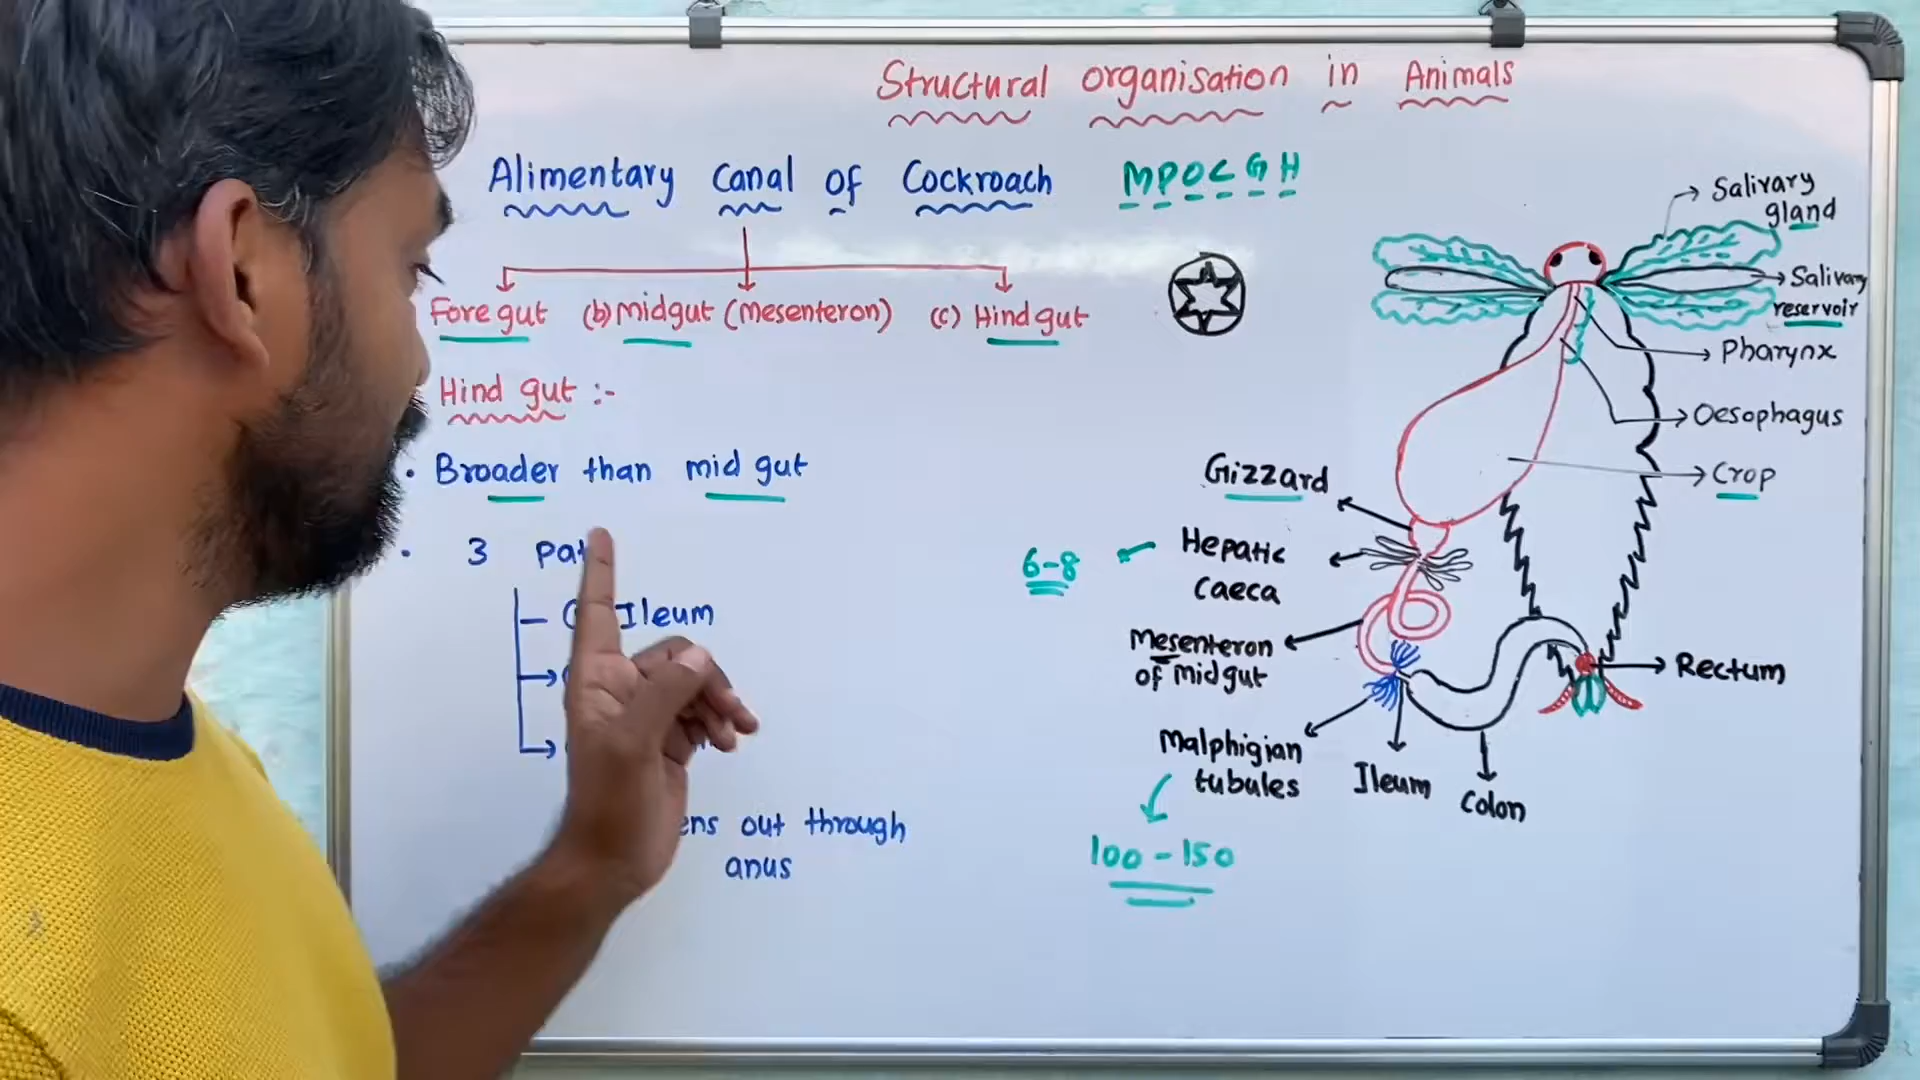 Structural organisation in Animals
Alimentary Canal of Cockroach MPOCGH
Fore gut (b) midgut (Mesenteron) (c) Hind gut
Hind gut :-
• Broader than mid gut
• 3
Ileum
out through
anus
Salivary
gland
Salivary
reservoir
Pharynx
Oesophagus
Crop
Gizzard
Hepatic
Caeca
6-8
Mesenteron
of midgut
Malphigian
tubules
100-150
Ileum
Colon
Rectum